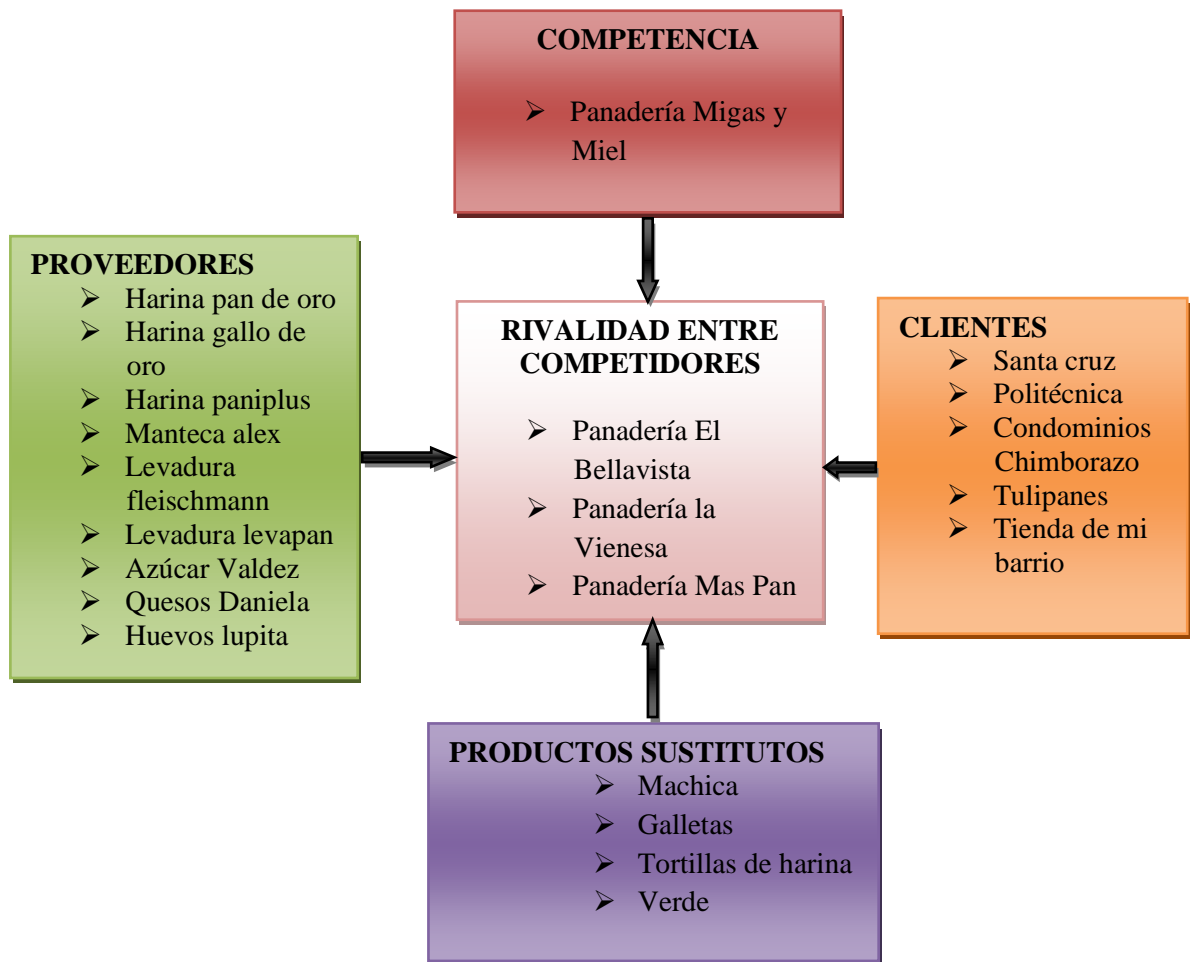 COMPETENCIA
➤ Panadería Migas y
Miel
PROVEEDORES
➤ Harina pan de oro
➤ Harina gallo de
oro
➤ Harina paniplus
➤ Manteca alex
➤ Levadura
fleischmann
➤ Levadura levapan
➤ Azúcar Valdez
➤ Quesos Daniela
➤ Huevos lupita
RIVALIDAD ENTRE
COMPETIDORES
➤ Panadería El
Bellavista
➤ Panadería la
Vienesa
➤ Panadería Mas Pan
CLIENTES
➤ Santa cruz
➤ Politécnica
➤ Condominios
Chimborazo
➤ Tulipanes
➤ Tienda de mi
barrio
PRODUCTOS SUSTITUTOS
➤ Machica
➤ Galletas
➤ Tortillas de harina
➤ Verde